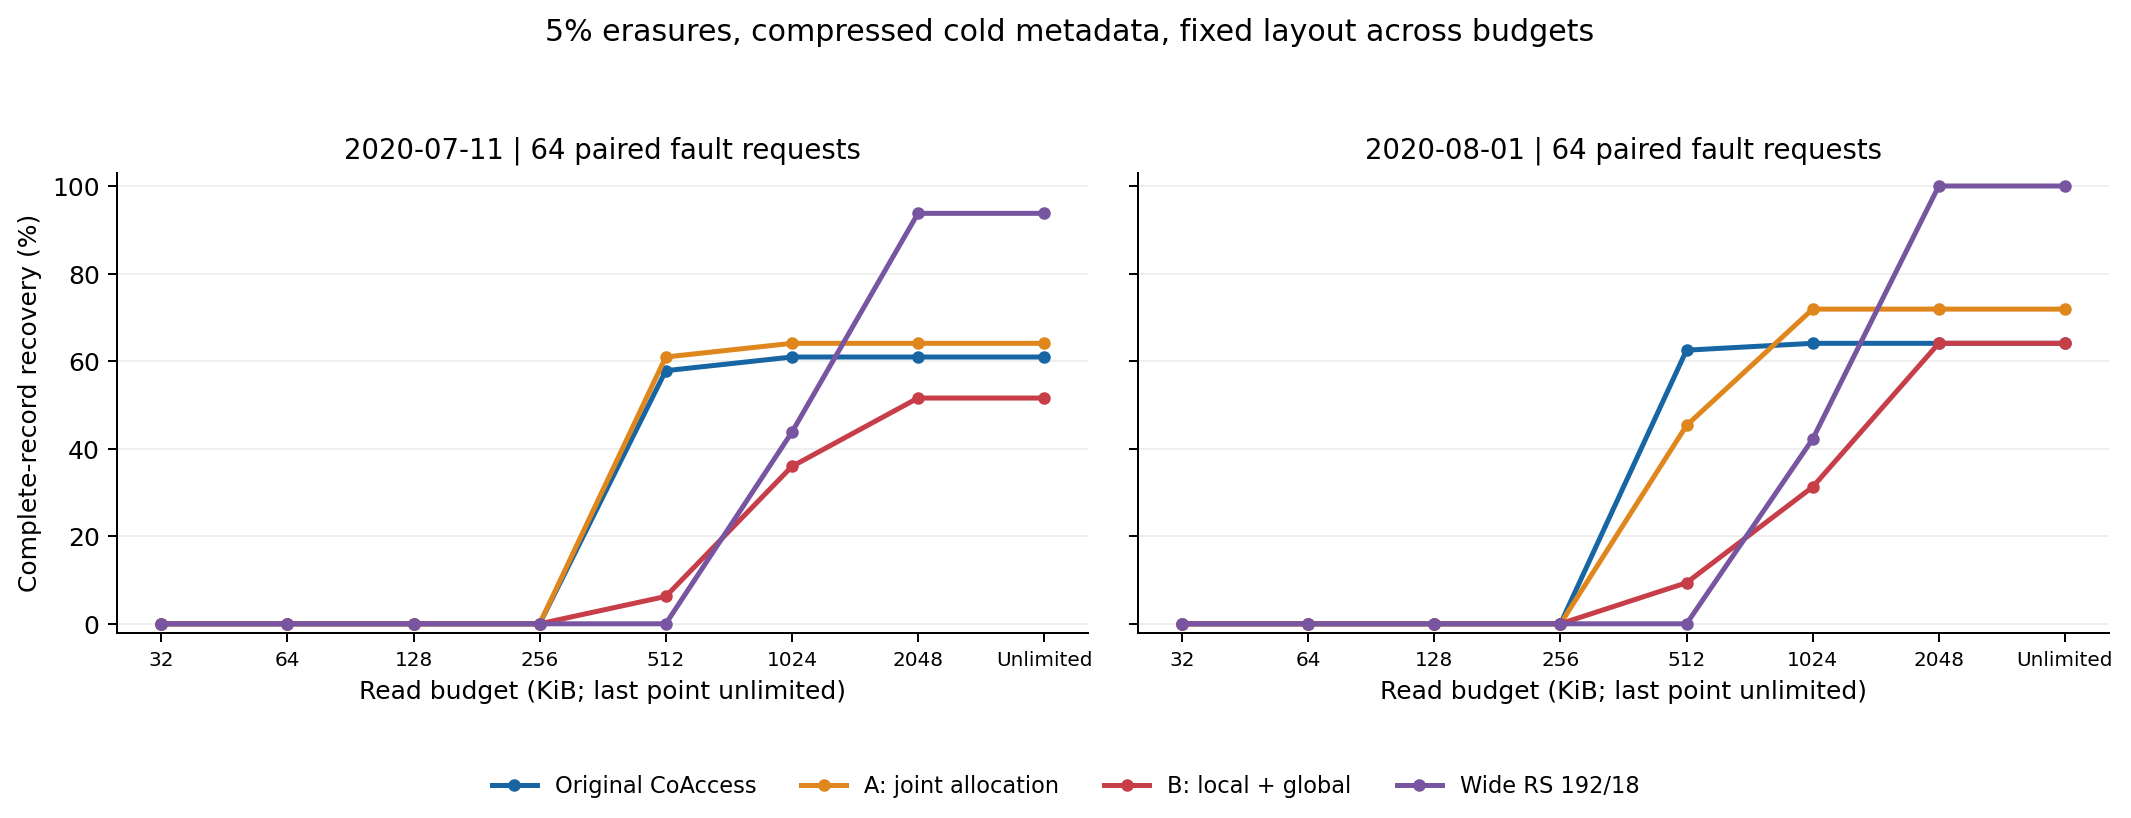 5% erasures, compressed cold metadata, fixed layout across budgets
2020-07-11 | 64 paired fault requests
Complete-record recovery (%)
100
80
60
40
20
0
32 64 128 256 512 1024 2048 Unlimited
Read budget (KiB; last point unlimited)
2020-08-01 | 64 paired fault requests
32 64 128 256 512 1024 2048 Unlimited
Read budget (KiB; last point unlimited)
Original CoAccess A: joint allocation B: local + global Wide RS 192/18